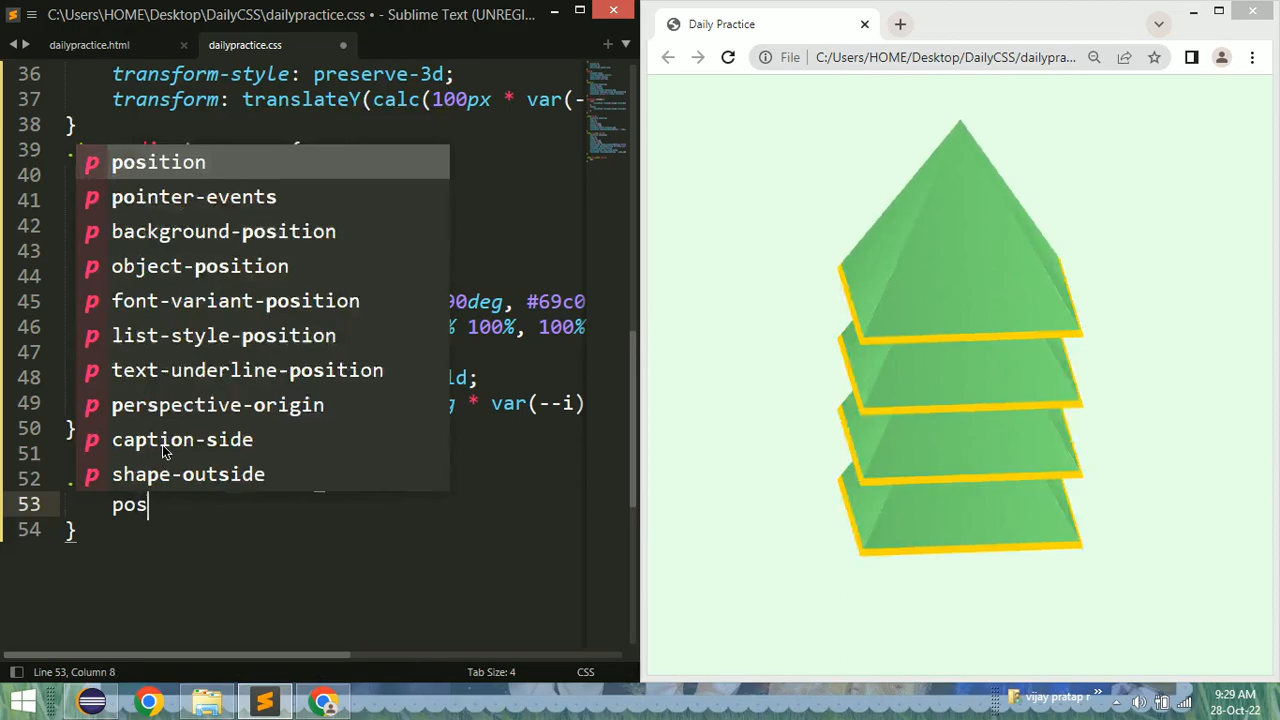 C:\Users\HOME\Desktop\DailyCSS\dailypractice.css • - Sublime Text (UNREGI...
dailypractice.html
dailypractice.css
36 transform-style: preserve-3d;
37 transform: translateY(calc(100px * var(-
38 }
39
40
41
42
43
44
45 90deg, #69c0
46 % 100%, 100%
47
48 ld;
49 g * var(--i)
50 }
51
52 .
53 pos
54 }
p position
p pointer-events
p background-position
p object-position
p font-variant-position
p list-style-position
p text-underline-position
p perspective-origin
p caption-side
p shape-outside
Line 53, Column 8
Tab Size: 4
CSS
Daily Practice
File C:/Users/HOME/Desktop/DailyCSS/dailypra...
vijay pratap r
9:29 AM
28-Oct-22